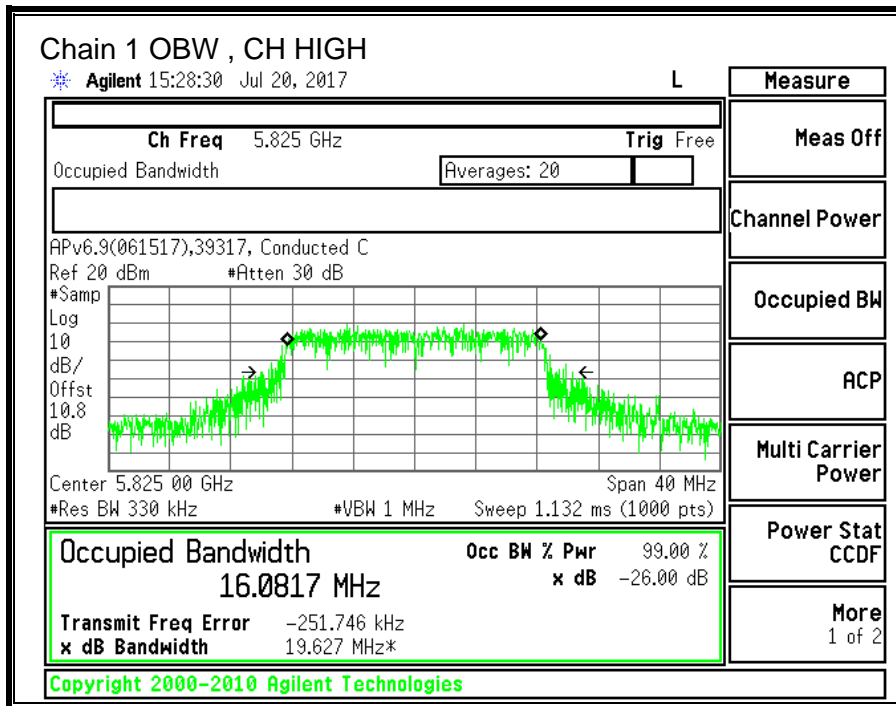 Chain 1 OBW , CH HIGH
Agilent 15:28:30 Jul 20, 2017 L
Measure
Ch Freq 5.825 GHz Trig Free
Occupied Bandwidth Averages: 20
APv6.9(061517),39317, Conducted C
Ref 20 dBm #Atten 30 dB
#Samp
Log
10
dB/
Offst
10.8
dB
Center 5.825 00 GHz Span 40 MHz
#Res BW 330 kHz #VBW 1 MHz Sweep 1.132 ms (1000 pts)
Occupied Bandwidth Occ BW % Pwr 99.00 %
16.0817 MHz x dB -26.00 dB
Transmit Freq Error -251.746 kHz
x dB Bandwidth 19.627 MHz*
Meas Off
Channel Power
Occupied BW
ACP
Multi Carrier
Power
Power Stat
CCDF
More
1 of 2
Copyright 2000-2010 Agilent Technologies